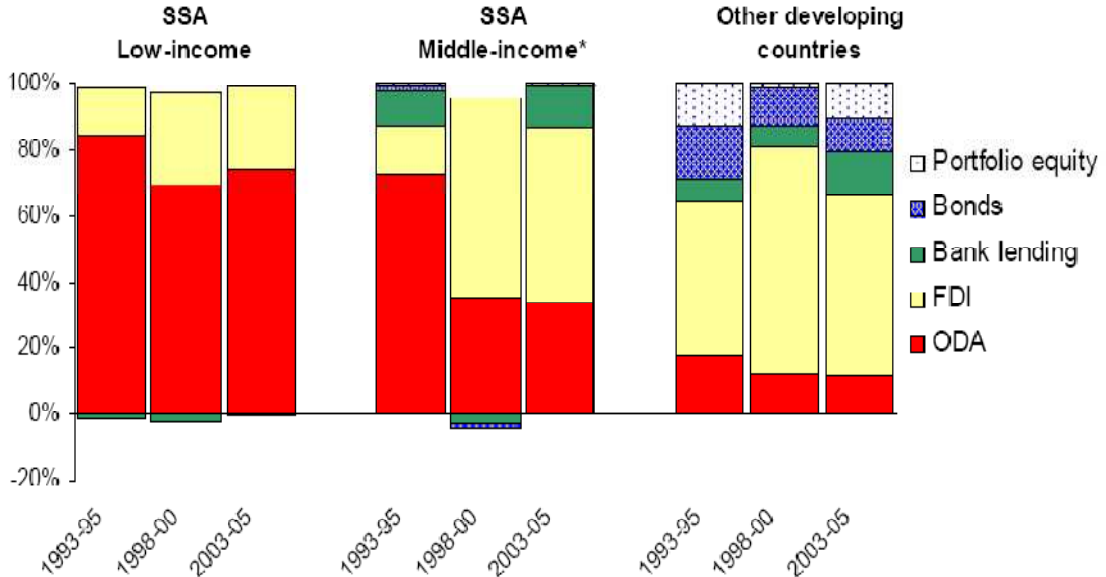 SSA
Low-income
SSA
Middle-income*
Other developing
countries
100%
80%
60%
40%
20%
0%
-20%
Portfolio equity
Bonds
Bank lending
FDI
ODA
1993-95
1998-00
2003-05
1993-95
1998-00
2003-05
1993-95
1998-00
2003-05